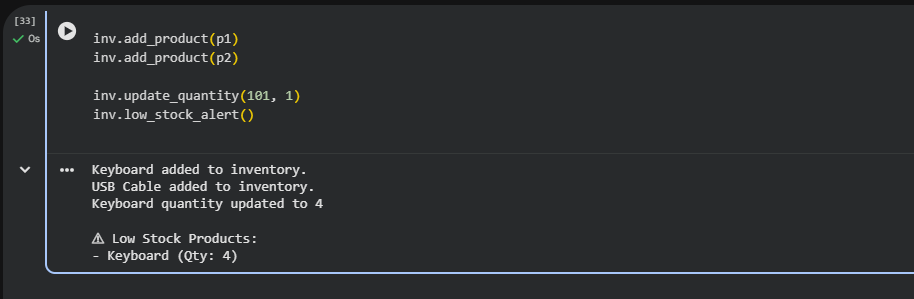 [33]
0s
inv.add_product(p1)
inv.add_product(p2)
inv.update_quantity(101, 1)
inv.low_stock_alert()
Keyboard added to inventory.
USB Cable added to inventory.
Keyboard quantity updated to 4
⚠ Low Stock Products:
- Keyboard (Qty: 4)